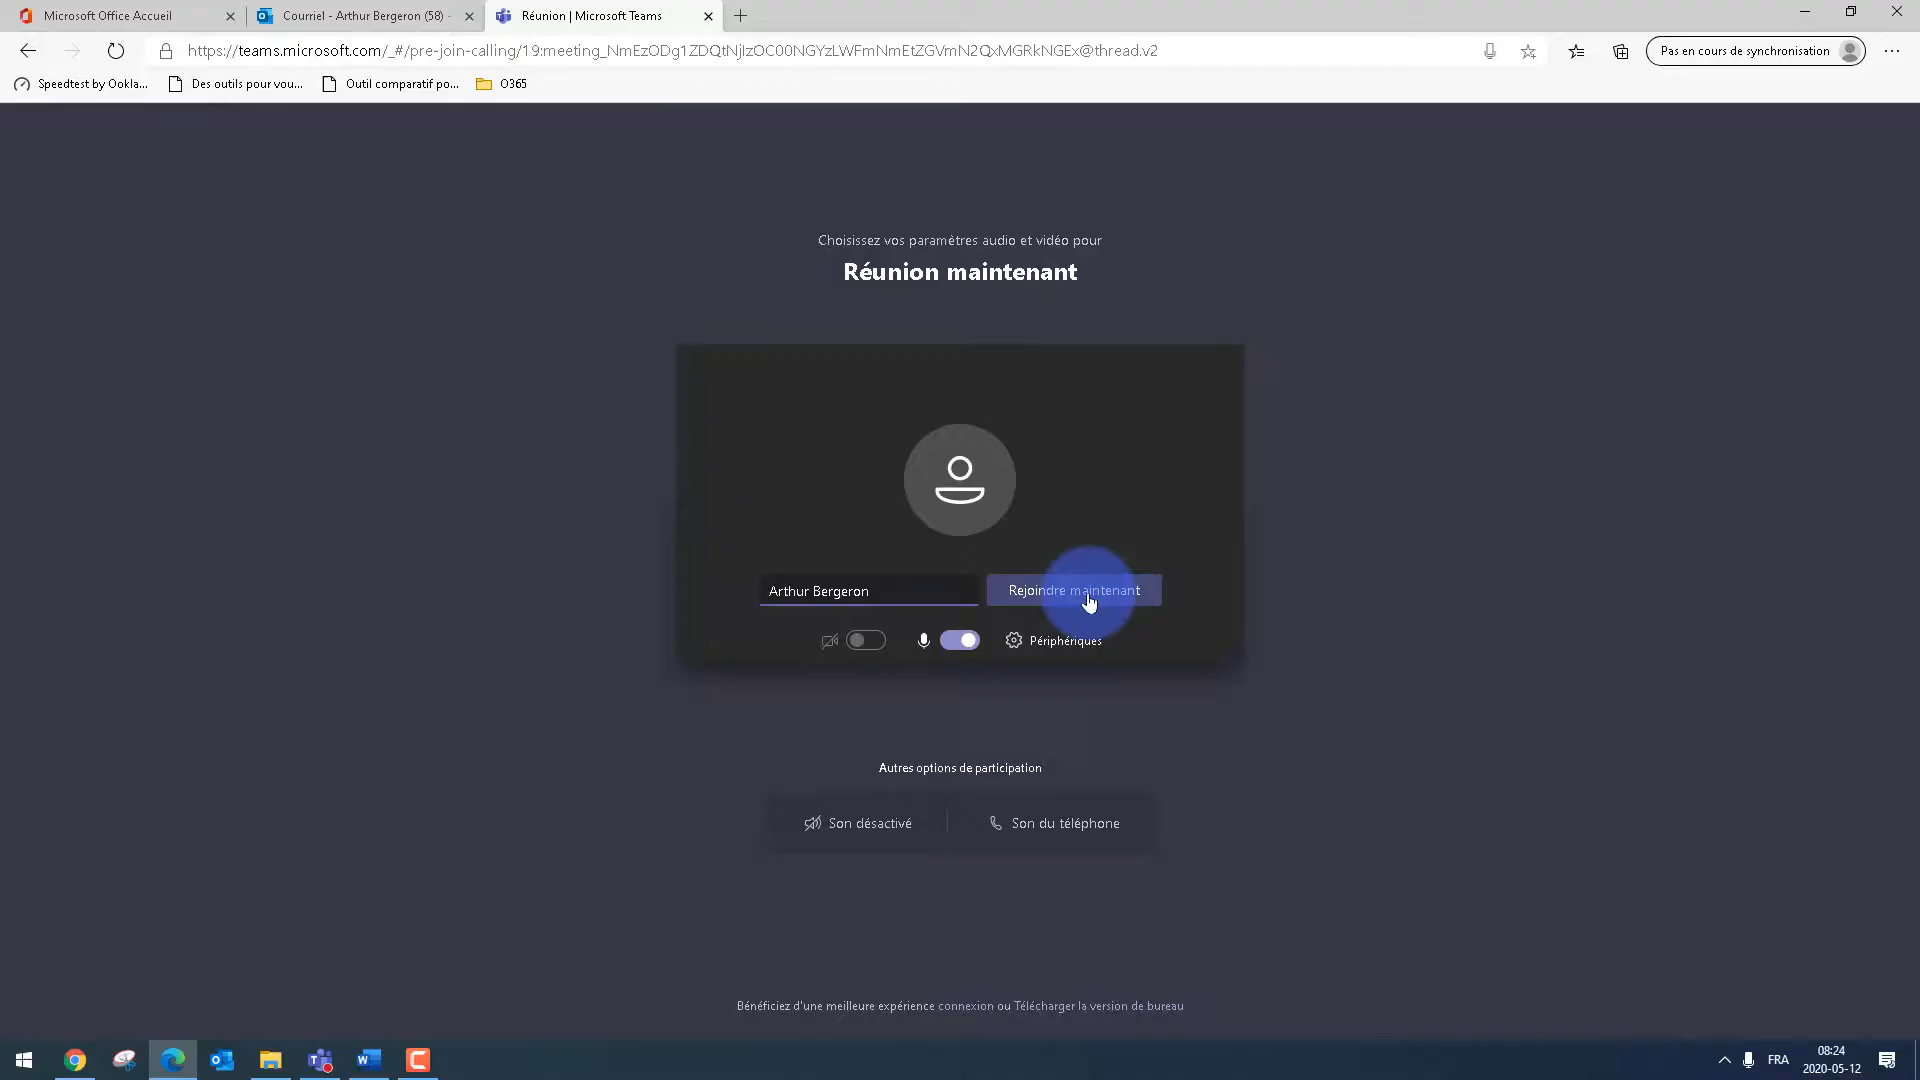 Microsoft Office Accueil
Courriel - Arthur Bergeron (58) -
Réunion | Microsoft Teams
https://teams.microsoft.com/_#/pre-join-calling/19:meeting_NmEzODg1ZDQtNjIzOC00NGYzLWFmNmEtZGVmN2QxMGRkNGEx@thread.v2
Pas en cours de synchronisation
Speedtest by Ookla...
Des outils pour vou...
Outil comparatif po...
O365
Choisissez vos paramètres audio et vidéo pour
Réunion maintenant
Arthur Bergeron
Rejoindre maintenant
Périphériques
Autres options de participation
Son désactivé
Son du téléphone
Bénéficiez d'une meilleure expérience connexion ou Télécharger la version de bureau
FRA
08:24
2020-05-12